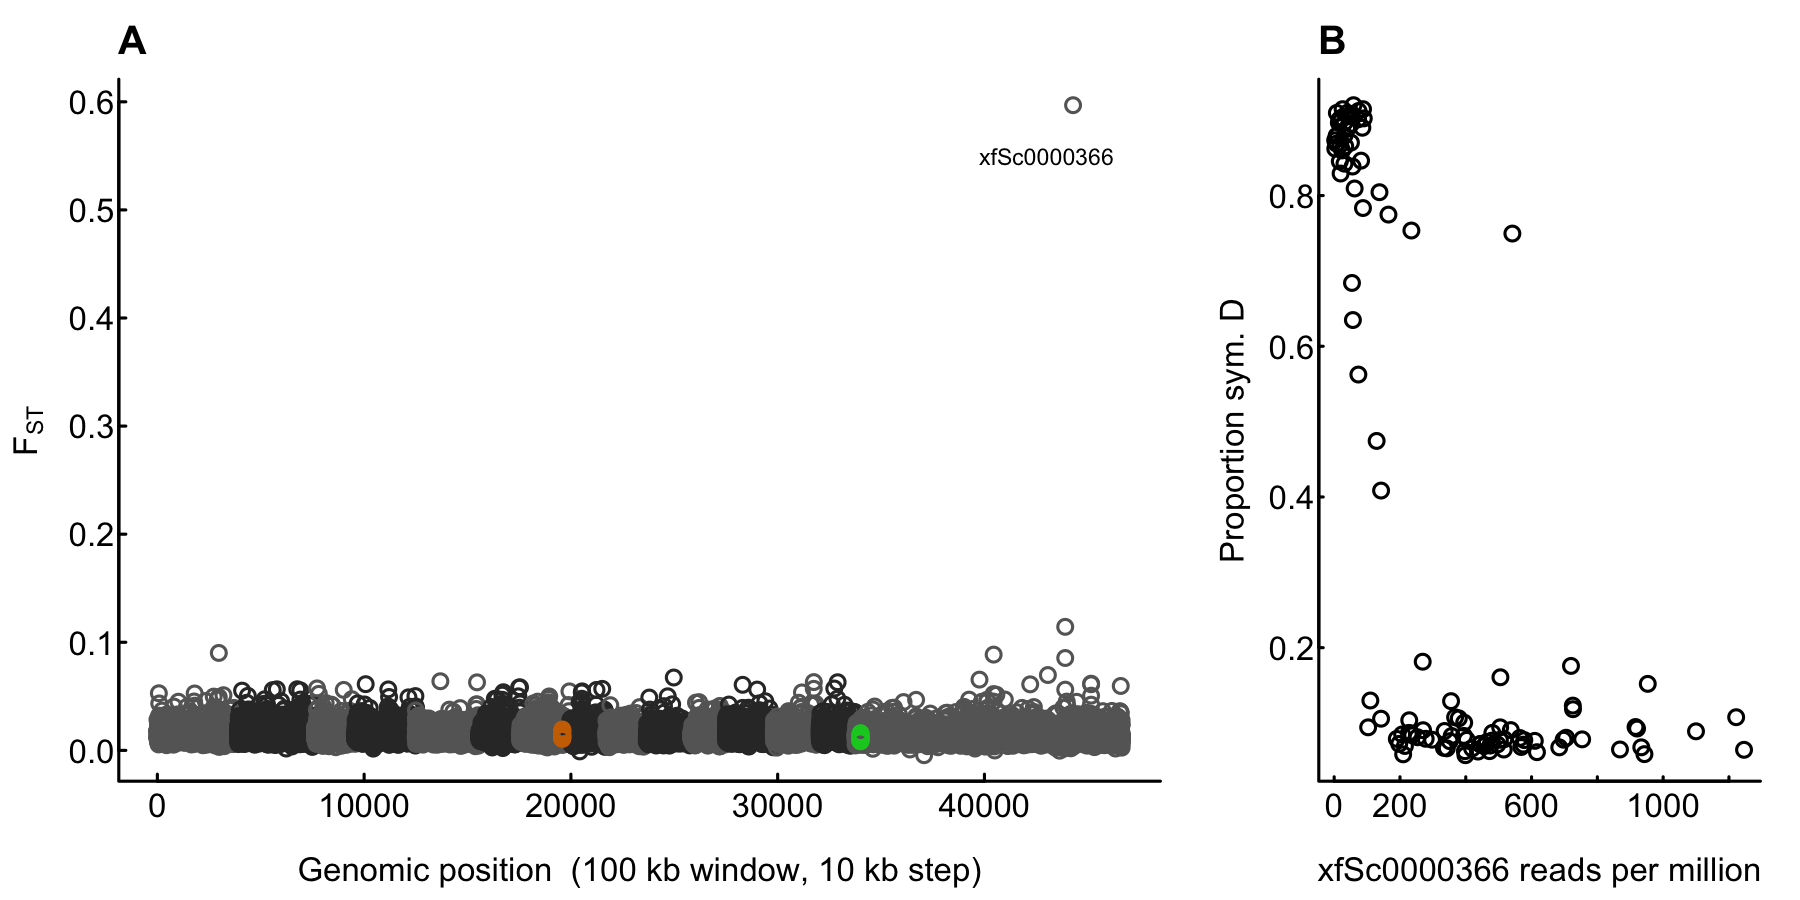 A
B
0.6
0.5
0.4
0.3
0.2
0.1
0.0
F_ST
xfSc0000366
0 10000 20000 30000 40000
Genomic position (100 kb window, 10 kb step)
0.8
0.6
0.4
0.2
Proportion sym. D
0 200 600 1000
xfSc0000366 reads per million